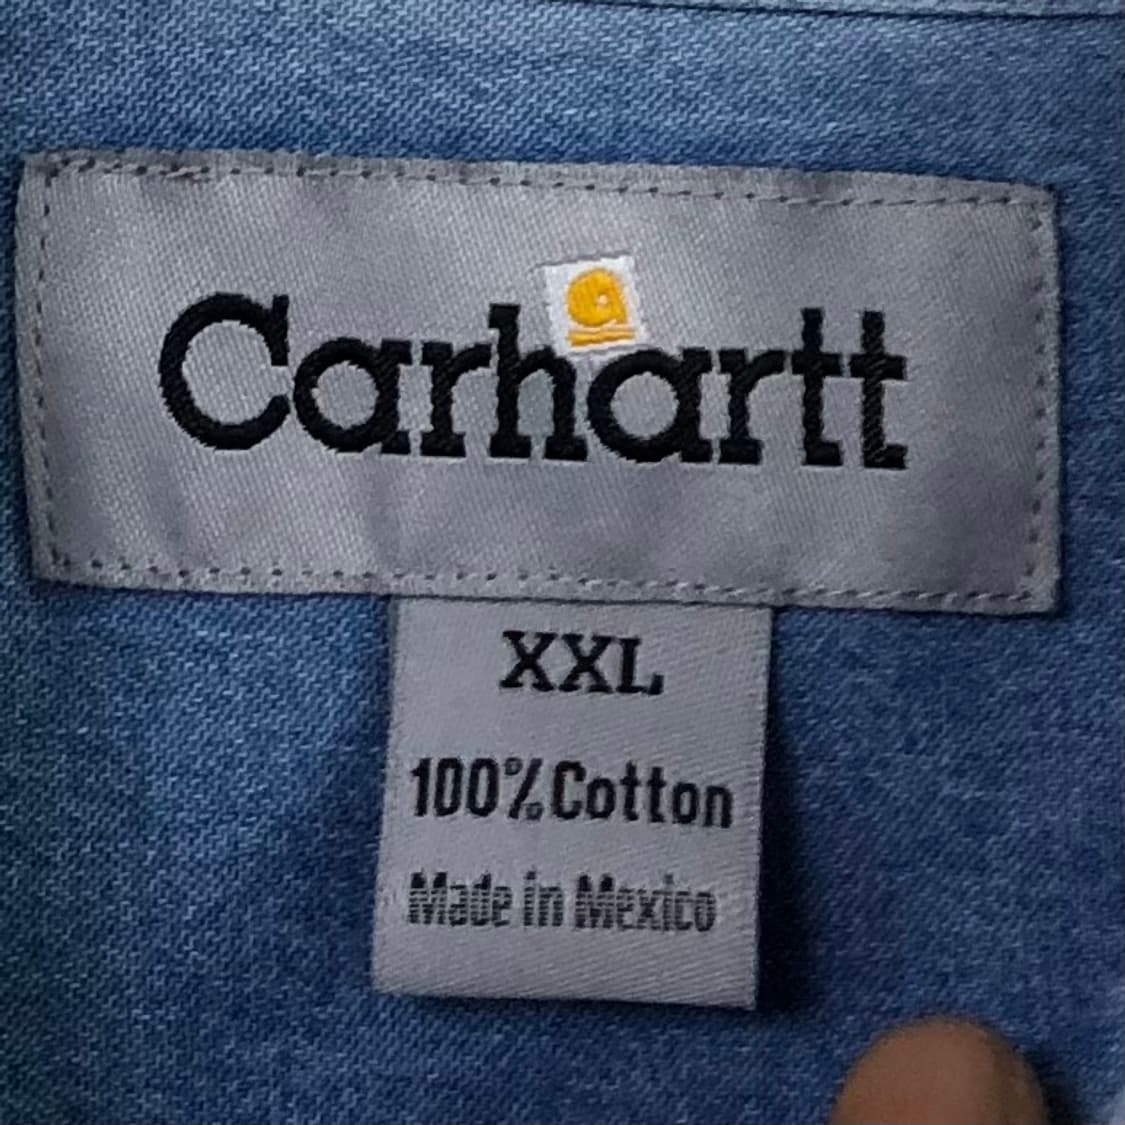 Carhartt
XXL
100% Cotton
Made in Mexico